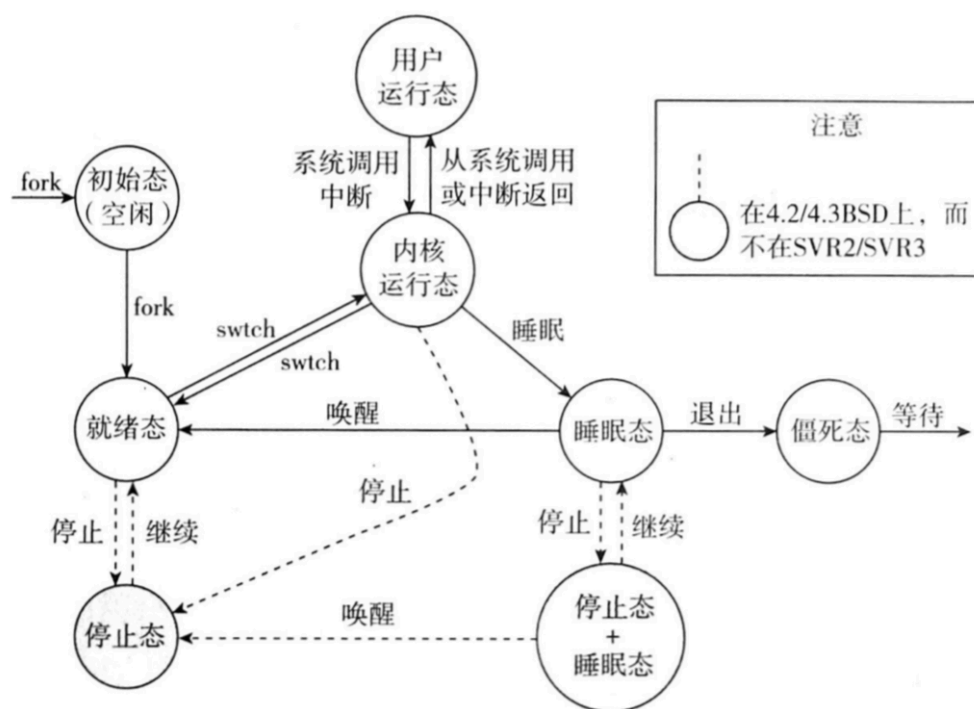 用户
运行态
注意
系统调用
中断
从系统调用
或中断返回
fork
初始态
（空闲）
在4.2/4.3BSD上，而
不在SVR2/SVR3
内核
运行态
fork
swtch
swtch
睡眠
就绪态
唤醒
睡眠态
退出
僵死态
等待
停止
停止
继续
停止
继续
停止态
唤醒
停止态
+
睡眠态